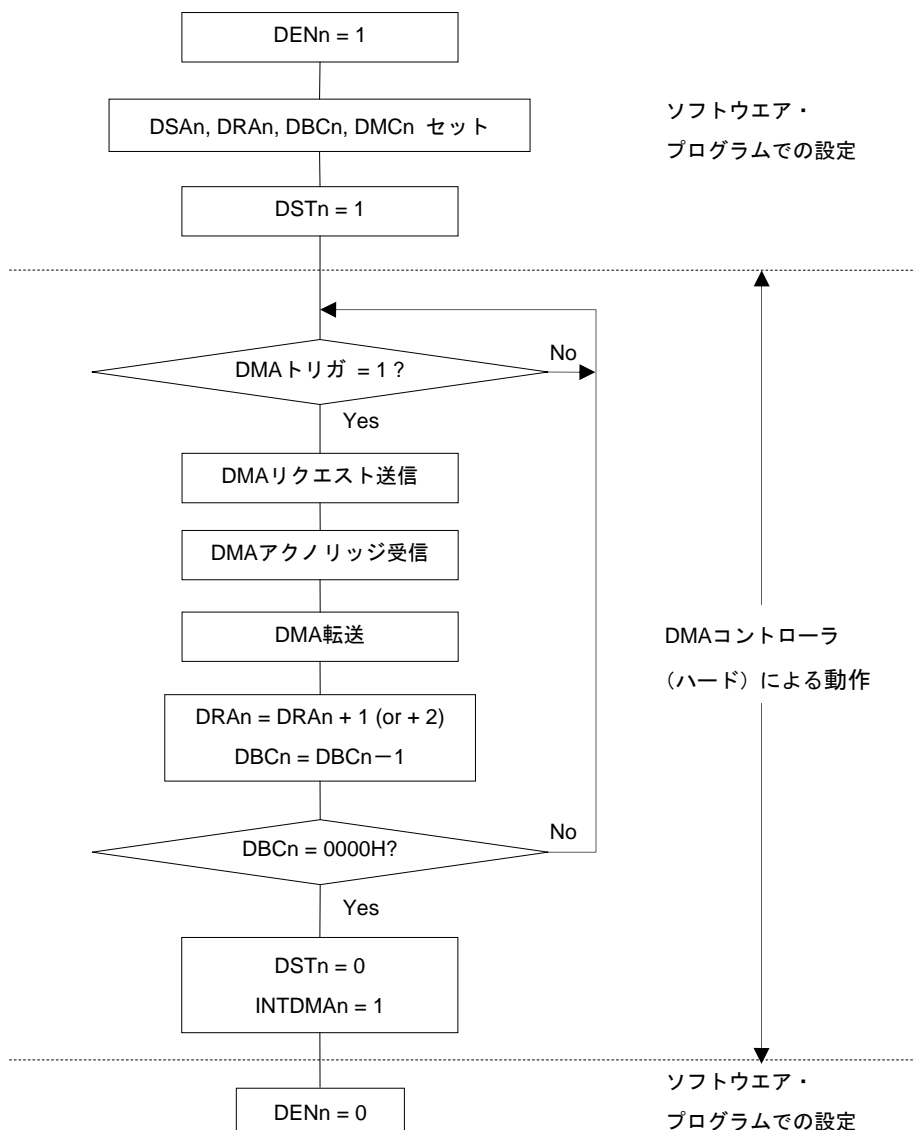 DENn = 1
DSAn, DRAn, DBCn, DMCn セット
ソフトウエア・
プログラムでの設定
DSTn = 1
DMAトリガ = 1 ?
No
Yes
DMAリクエスト送信
DMAアクノリッジ受信
DMA転送
DMAコントローラ
（ハード）による動作
DRAn = DRAn + 1 (or + 2)
DBCn = DBCn－1
DBCn = 0000H?
No
Yes
DSTn = 0
INTDMAn = 1
DENn = 0
ソフトウエア・
プログラムでの設定